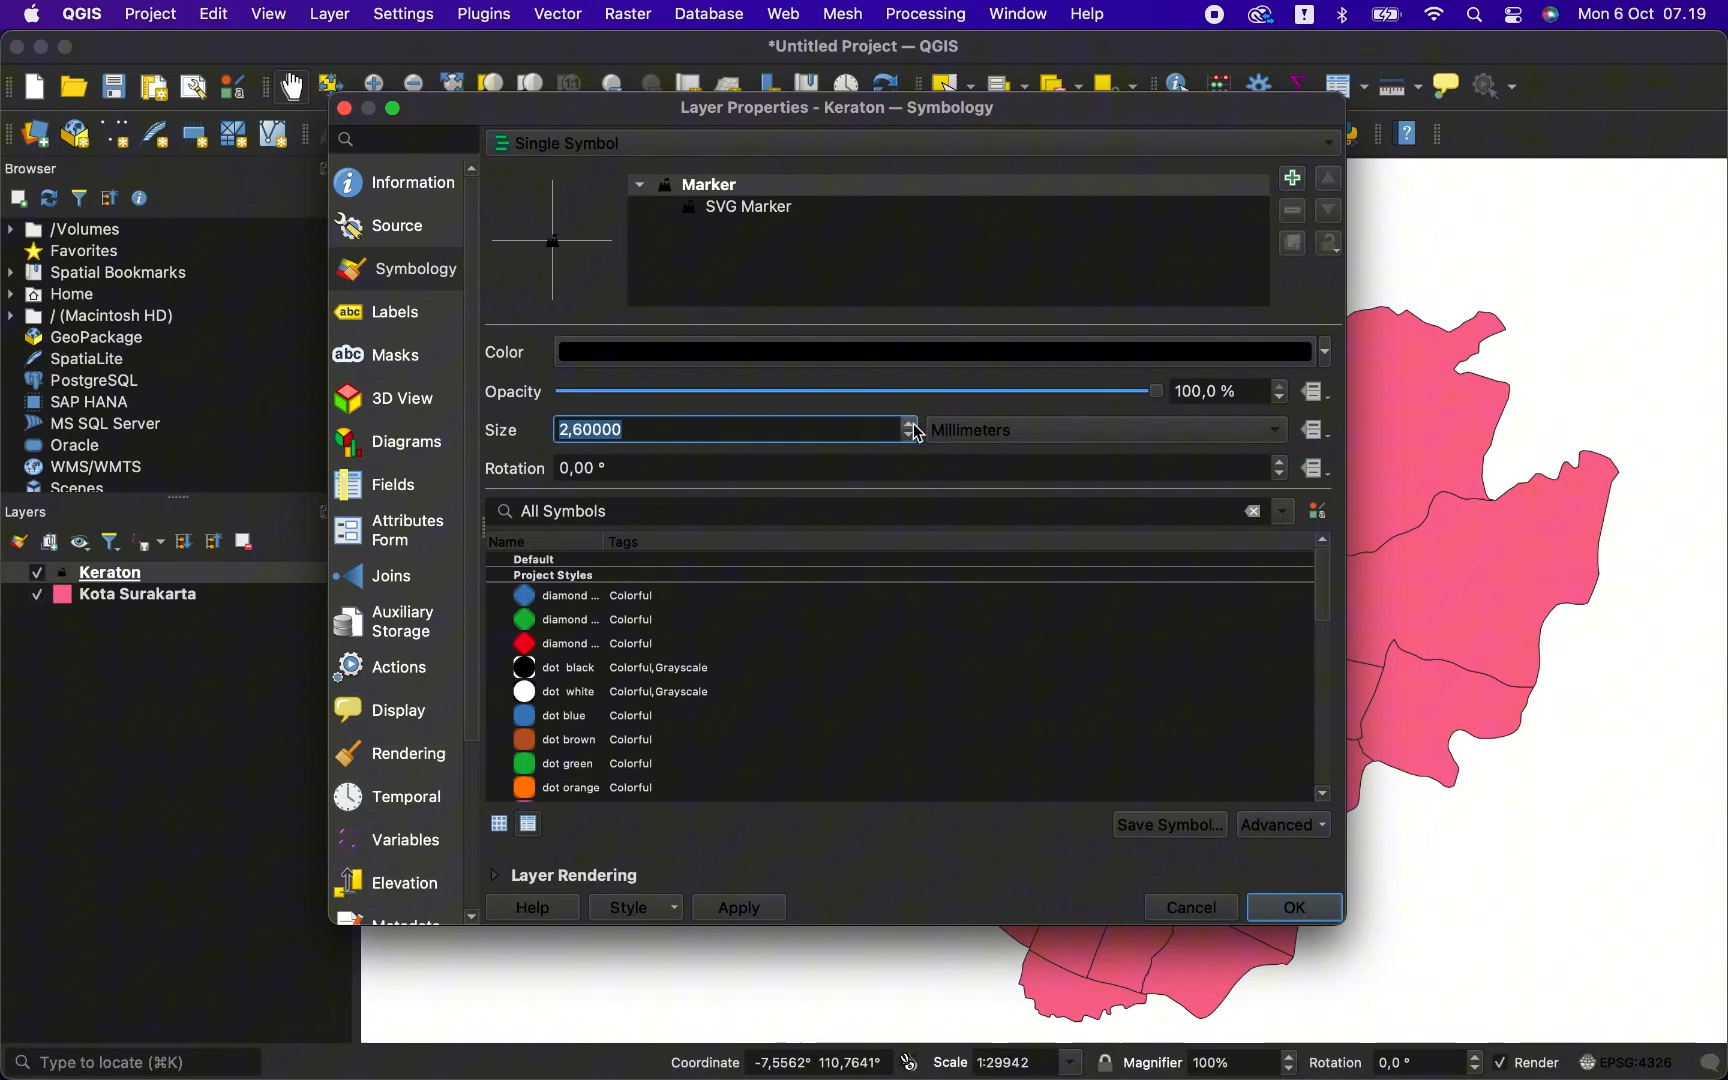 QGIS Project Edit View Layer Settings Plugins Vector Raster Database Web Mesh Processing Window Help Mon 6 Oct 07.19
*Untitled Project — QGIS
Layer Properties - Keraton — Symbology
Single Symbol
Browser
/Volumes
Favorites
Spatial Bookmarks
Home
/ (Macintosh HD)
GeoPackage
SpatiaLite
PostgreSQL
SAP HANA
MS SQL Server
Oracle
WMS/WMTS
Scenes
Layers
Keraton
Kota Surakarta
Information
Source
Symbology
abc Labels
abc Masks
3D View
Diagrams
Fields
Attributes
Form
Joins
Auxiliary
Storage
Actions
Display
Rendering
Temporal
Variables
Elevation
Metadata
Marker
SVG Marker
Color
Opacity 100,0 %
Size 2,60000 Millimeters
Rotation 0,00 °
All Symbols
Name Tags
Default
Project Styles
diamond ... Colorful
diamond ... Colorful
diamond ... Colorful
dot black Colorful,Grayscale
dot white Colorful,Grayscale
dot blue Colorful
dot brown Colorful
dot green Colorful
dot orange Colorful
Save Symbol... Advanced
Layer Rendering
Help Style Apply Cancel OK
Type to locate (⌘K) Coordinate -7,5562° 110,7641° Scale 1:29942 Magnifier 100% Rotation 0,0 ° Render EPSG:4326